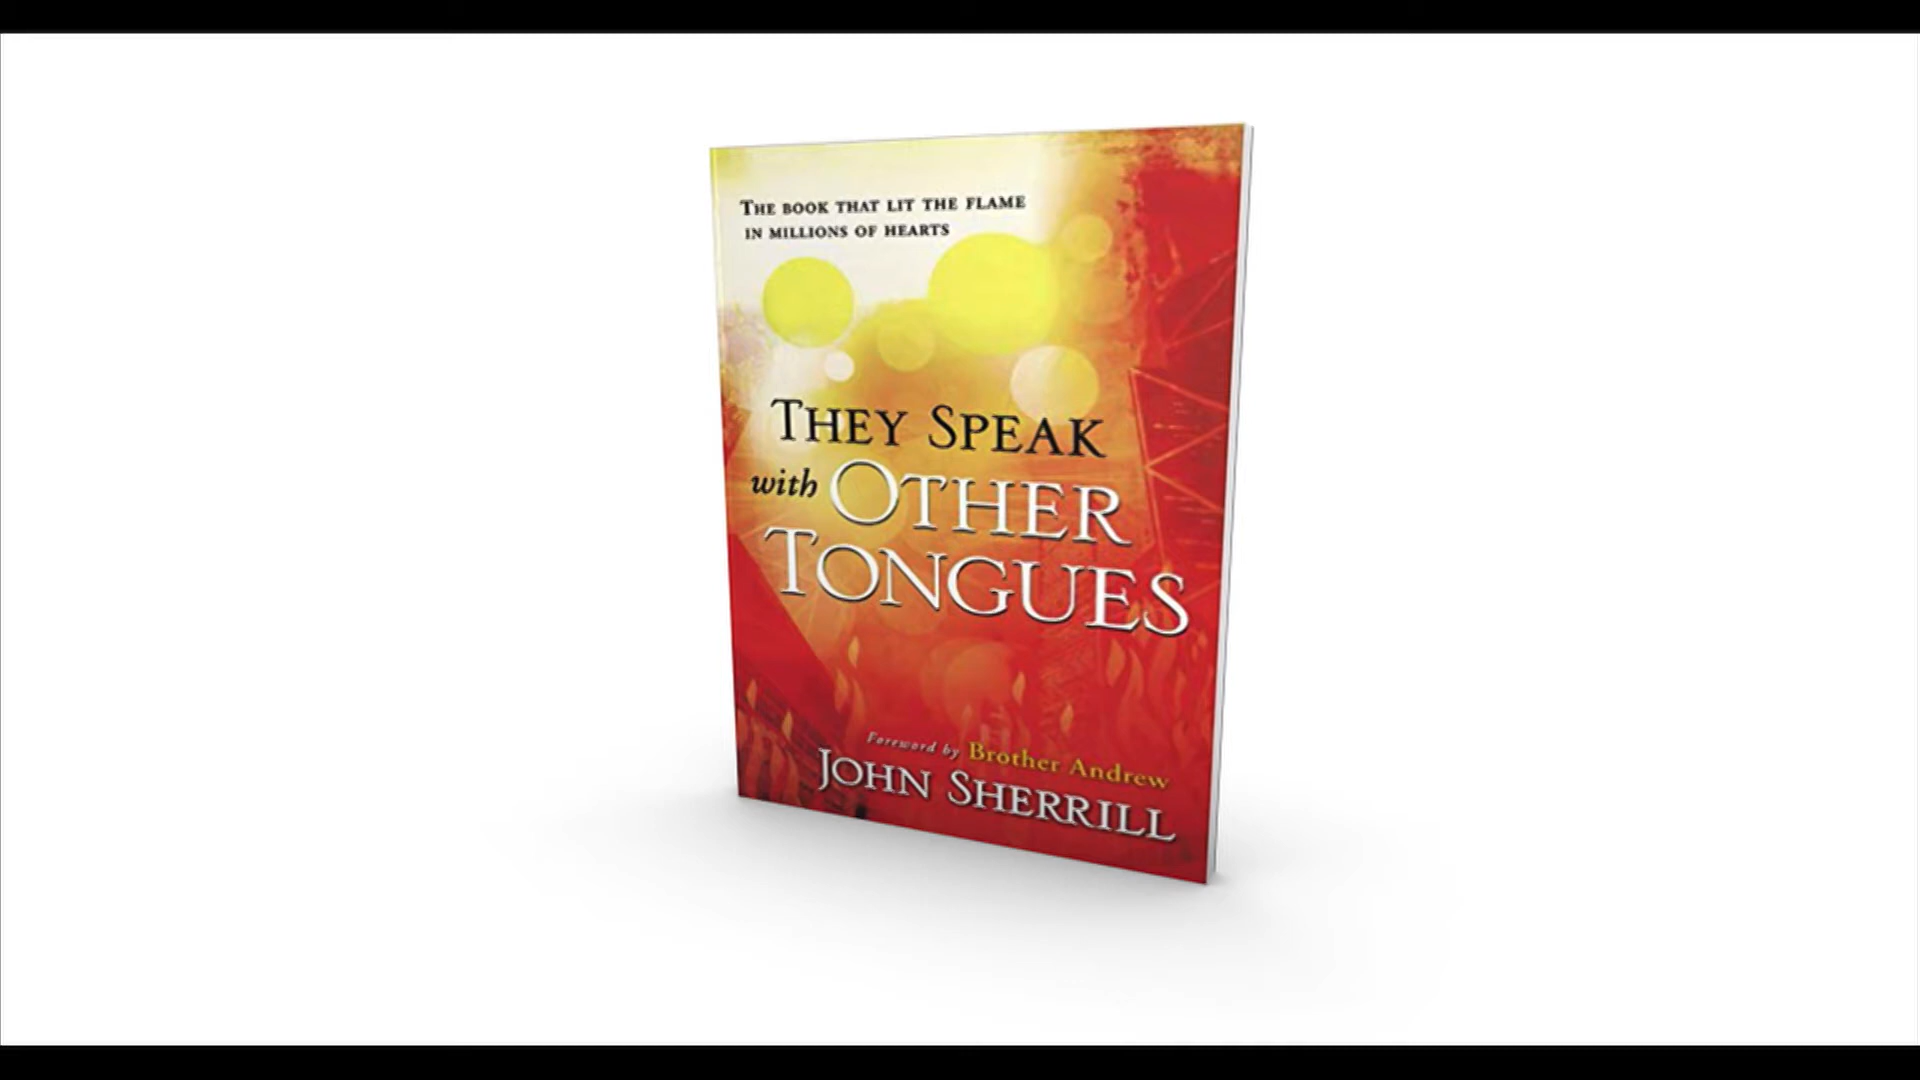 THE BOOK THAT LIT THE FLAME
IN MILLIONS OF HEARTS
THEY SPEAK
with OTHER
TONGUES
Foreword by Brother Andrew
JOHN SHERRILL